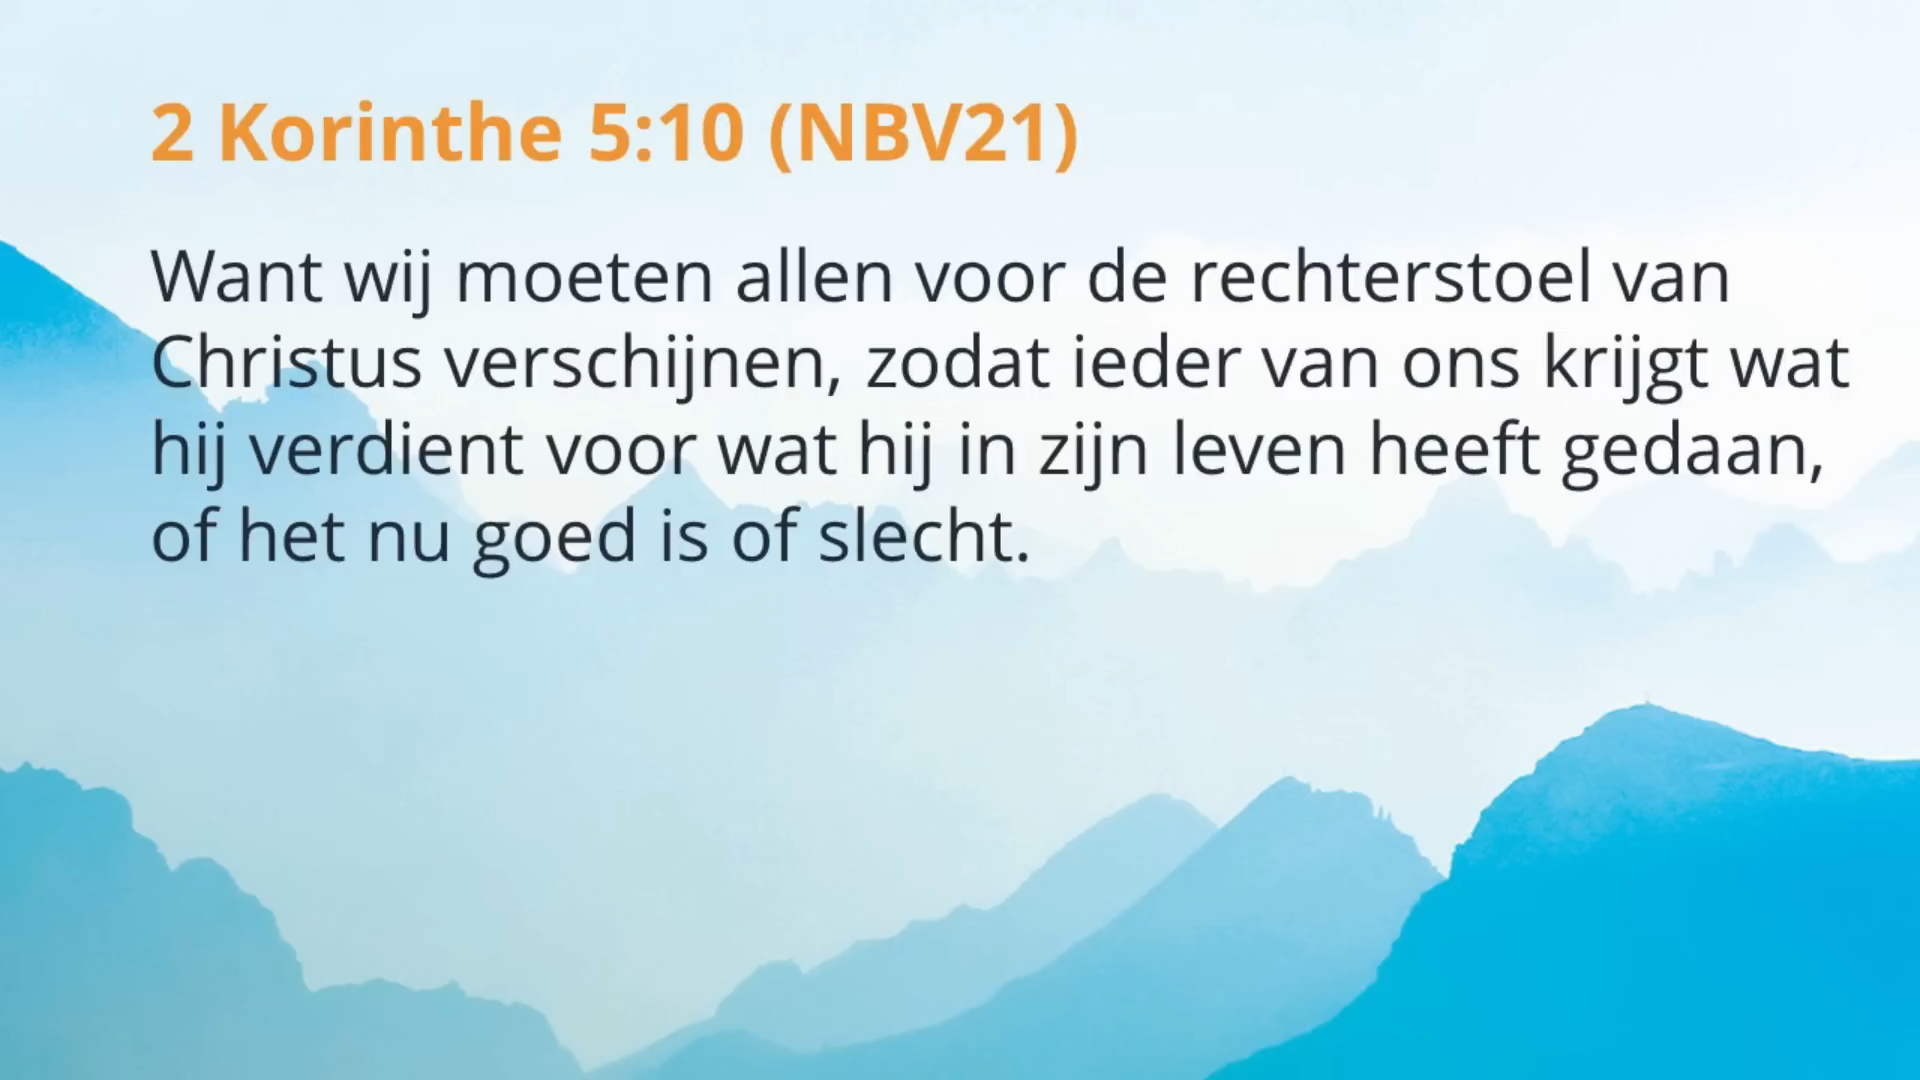 2 Korinthe 5:10 (NBV21)
Want wij moeten allen voor de rechterstoel van
Christus verschijnen, zodat ieder van ons krijgt wat
hij verdient voor wat hij in zijn leven heeft gedaan,
of het nu goed is of slecht.